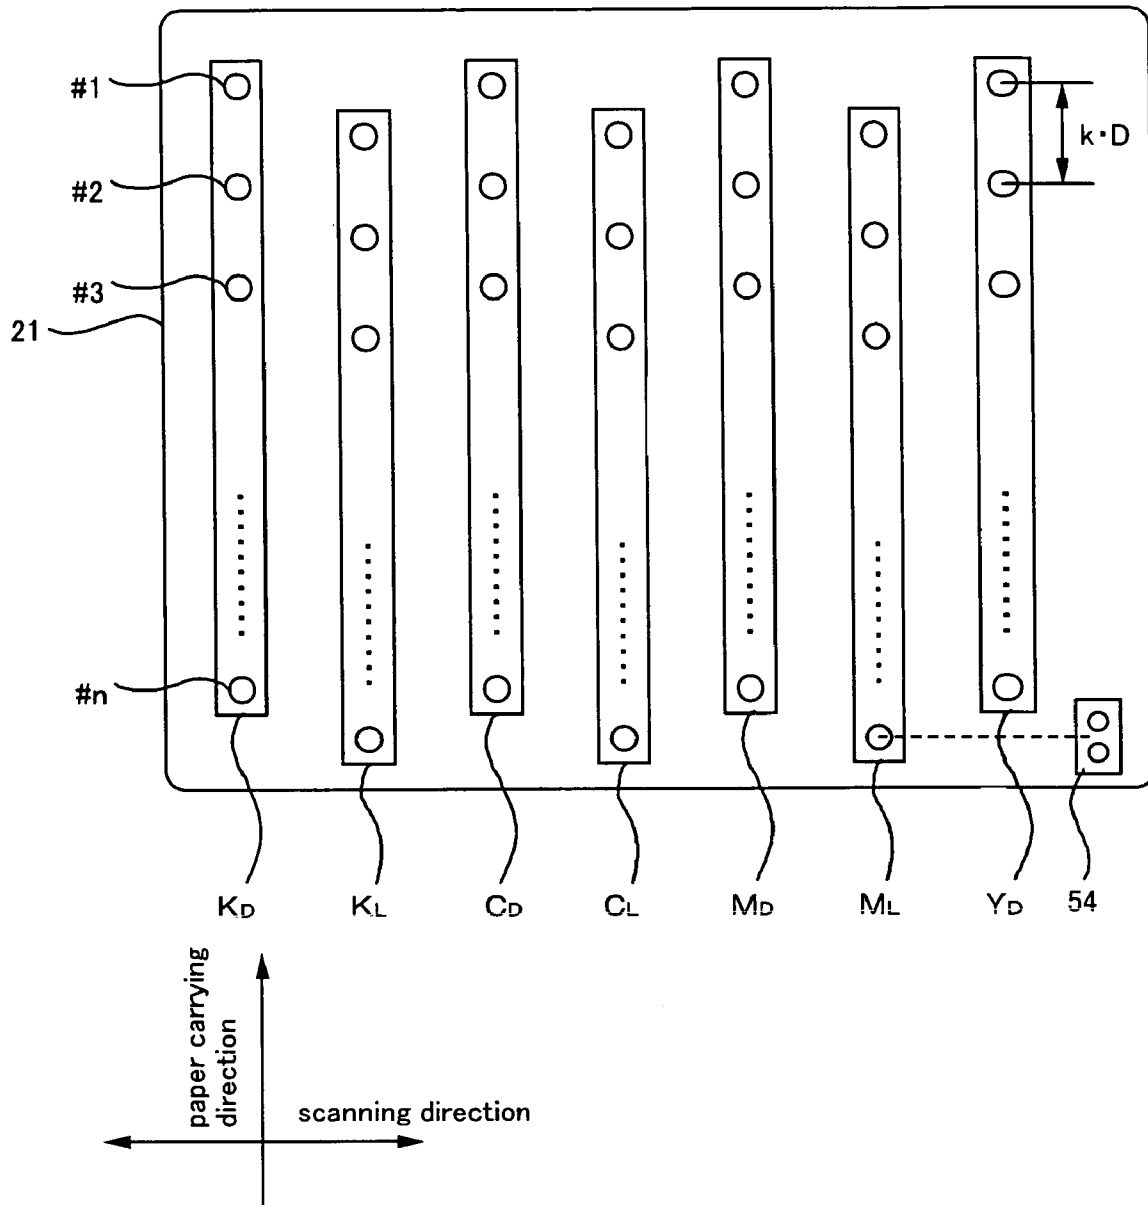 #1
k·D
#2
#3
21
#n
KD KL CD CL MD ML YD 54
paper carrying
direction
scanning direction